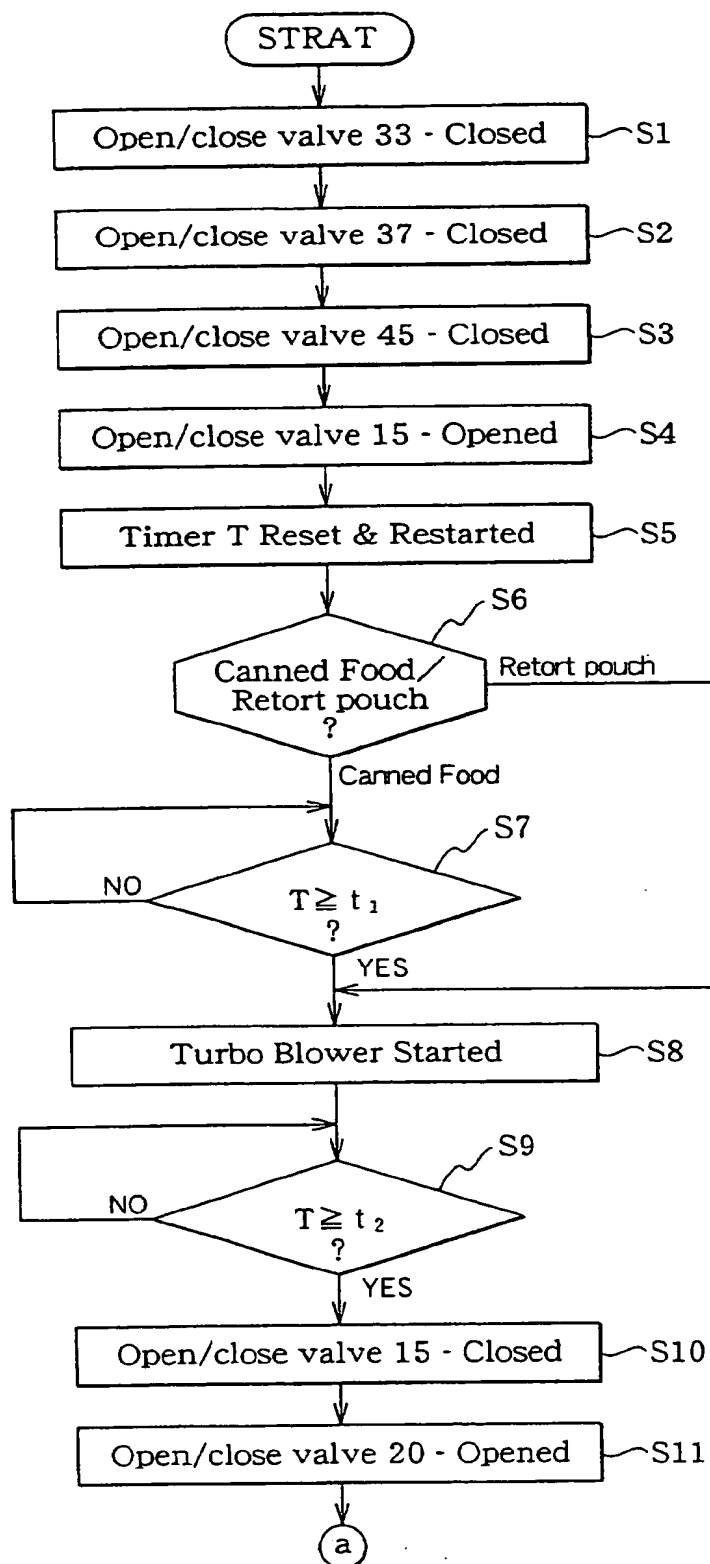 STRAT
Open/close valve 33 - Closed
S1
Open/close valve 37 - Closed
S2
Open/close valve 45 - Closed
S3
Open/close valve 15 - Opened
S4
Timer T Reset & Restarted
S5
S6
Canned Food/
Retort pouch
?
Retort pouch
Canned Food
S7
NO
T ≧ t₁
?
YES
Turbo Blower Started
S8
S9
NO
T ≧ t₂
?
YES
Open/close valve 15 - Closed
S10
Open/close valve 20 - Opened
S11
a